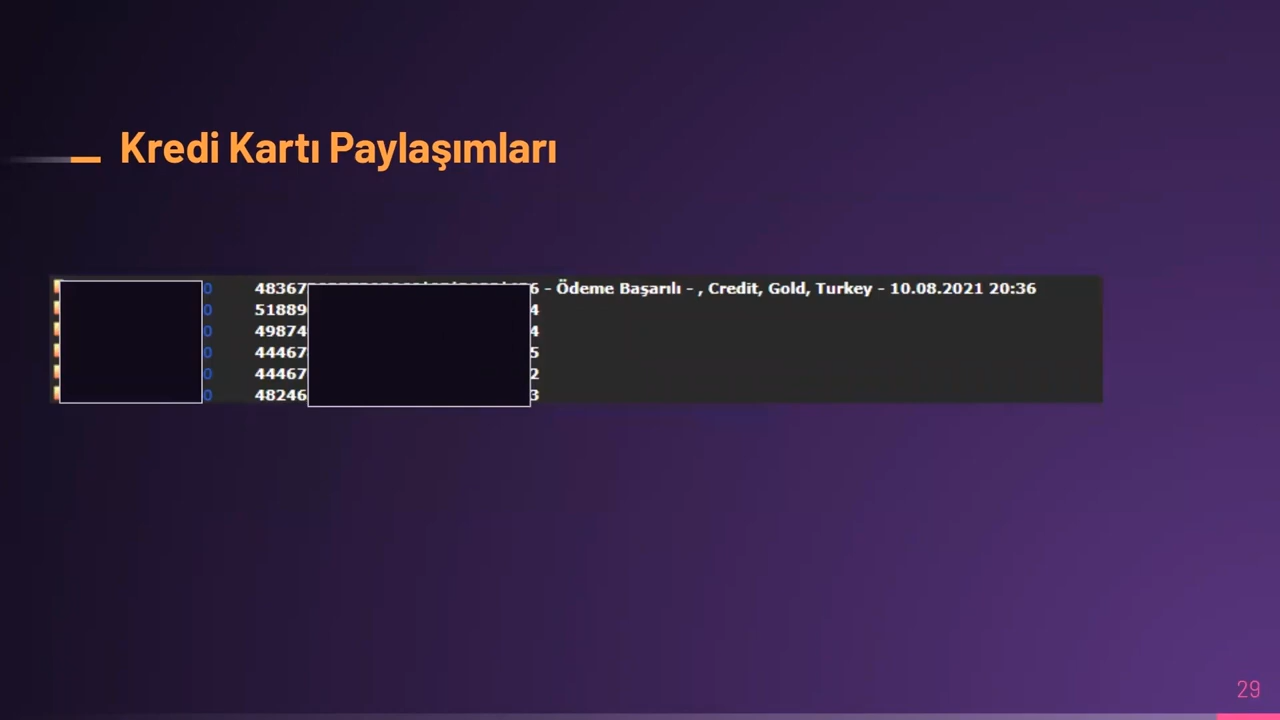 Kredi Kartı Paylaşımları
0 48367 6 - Ödeme Başarılı - , Credit, Gold, Turkey - 10.08.2021 20:36
0 51889 4
0 49874 4
0 44467 5
0 44467 2
0 48246 3
29